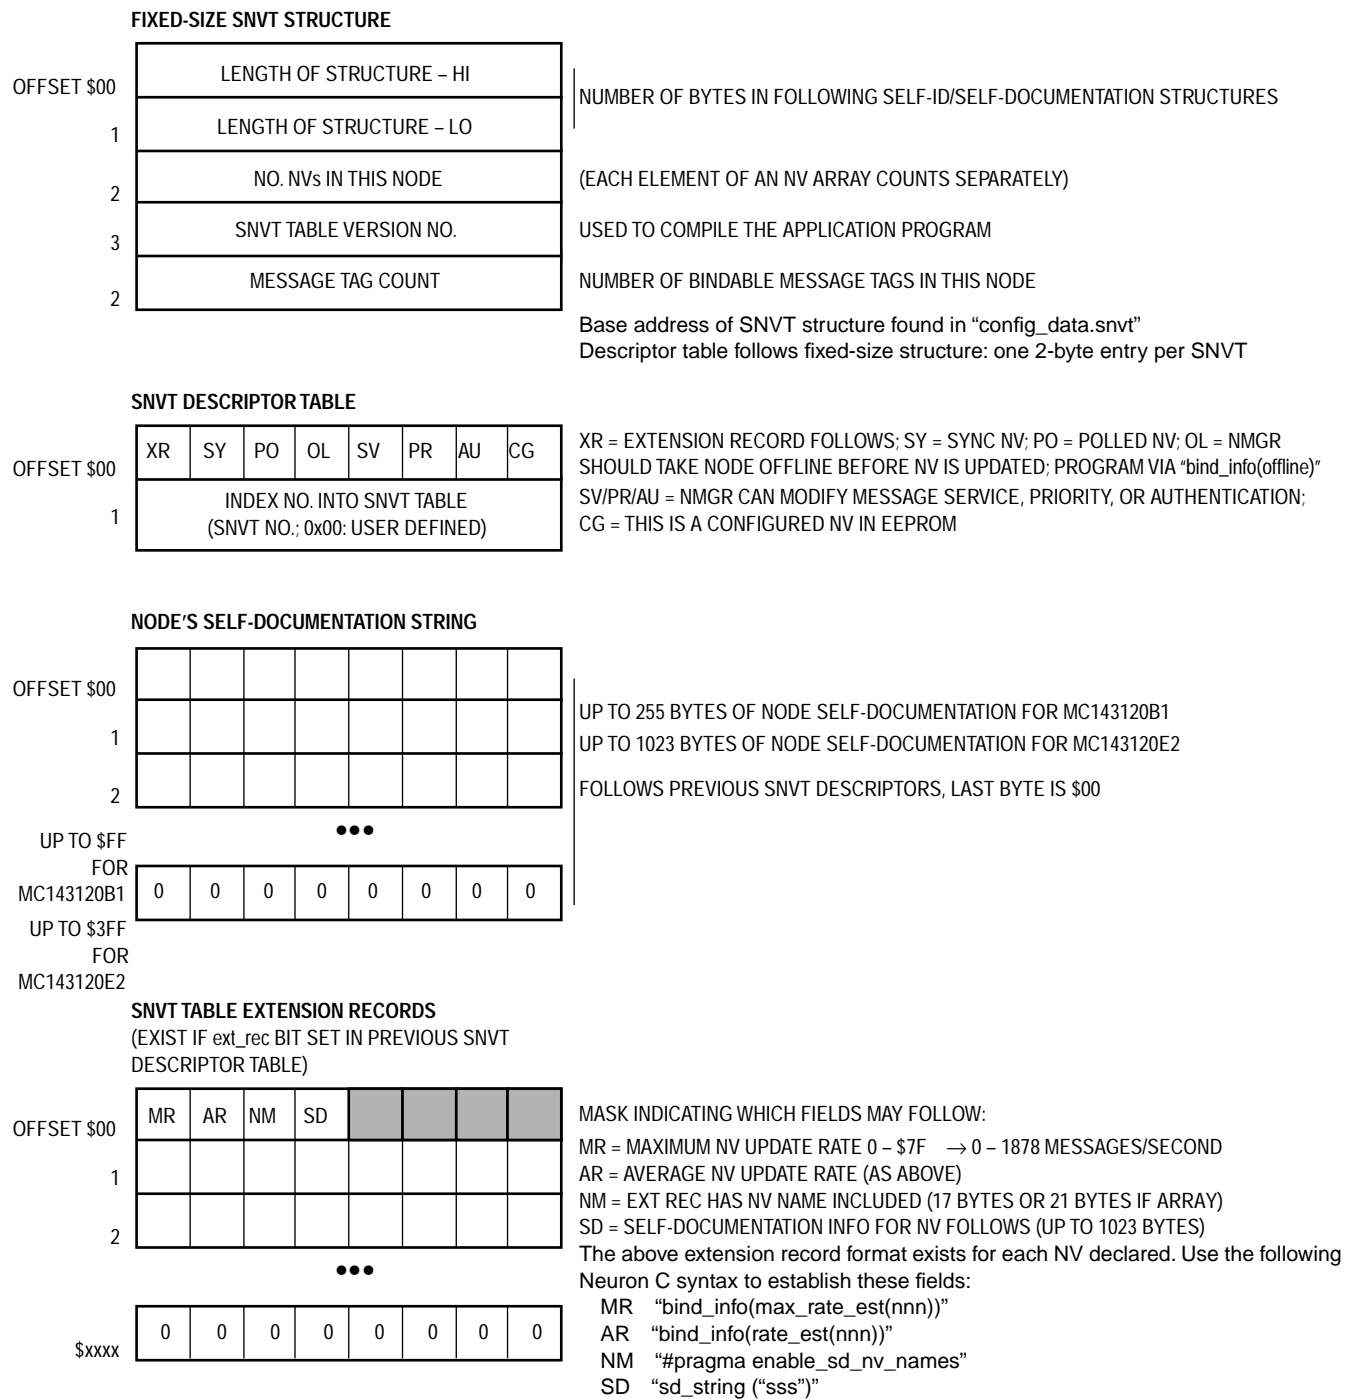 FIXED-SIZE SNVT STRUCTURE
OFFSET $00
LENGTH OF STRUCTURE – HI
NUMBER OF BYTES IN FOLLOWING SELF-ID/SELF-DOCUMENTATION STRUCTURES
1
LENGTH OF STRUCTURE – LO
2
NO. NVs IN THIS NODE
(EACH ELEMENT OF AN NV ARRAY COUNTS SEPARATELY)
3
SNVT TABLE VERSION NO.
USED TO COMPILE THE APPLICATION PROGRAM
2
MESSAGE TAG COUNT
NUMBER OF BINDABLE MESSAGE TAGS IN THIS NODE
Base address of SNVT structure found in “config_data.snvt”
Descriptor table follows fixed-size structure: one 2-byte entry per SNVT
SNVT DESCRIPTOR TABLE
OFFSET $00
XR SY PO OL SV PR AU CG
XR = EXTENSION RECORD FOLLOWS; SY = SYNC NV; PO = POLLED NV; OL = NMGR
SHOULD TAKE NODE OFFLINE BEFORE NV IS UPDATED; PROGRAM VIA “bind_info(offline)”
1
INDEX NO. INTO SNVT TABLE
(SNVT NO.; 0x00: USER DEFINED)
SV/PR/AU = NMGR CAN MODIFY MESSAGE SERVICE, PRIORITY, OR AUTHENTICATION;
CG = THIS IS A CONFIGURED NV IN EEPROM
NODE’S SELF-DOCUMENTATION STRING
OFFSET $00
1
2
UP TO 255 BYTES OF NODE SELF-DOCUMENTATION FOR MC143120B1
UP TO 1023 BYTES OF NODE SELF-DOCUMENTATION FOR MC143120E2
FOLLOWS PREVIOUS SNVT DESCRIPTORS, LAST BYTE IS $00
•••
UP TO $FF
FOR
MC143120B1
0 0 0 0 0 0 0 0
UP TO $3FF
FOR
MC143120E2
SNVT TABLE EXTENSION RECORDS
(EXIST IF ext_rec BIT SET IN PREVIOUS SNVT
DESCRIPTOR TABLE)
OFFSET $00
MR AR NM SD
1
2
MASK INDICATING WHICH FIELDS MAY FOLLOW:
MR = MAXIMUM NV UPDATE RATE 0 – $7F → 0 – 1878 MESSAGES/SECOND
AR = AVERAGE NV UPDATE RATE (AS ABOVE)
NM = EXT REC HAS NV NAME INCLUDED (17 BYTES OR 21 BYTES IF ARRAY)
SD = SELF-DOCUMENTATION INFO FOR NV FOLLOWS (UP TO 1023 BYTES)
The above extension record format exists for each NV declared. Use the following
Neuron C syntax to establish these fields:
•••
$xxxx
0 0 0 0 0 0 0 0
MR “bind_info(max_rate_est(nnn))”
AR “bind_info(rate_est(nnn))”
NM “#pragma enable_sd_nv_names”
SD “sd_string (“sss”)”